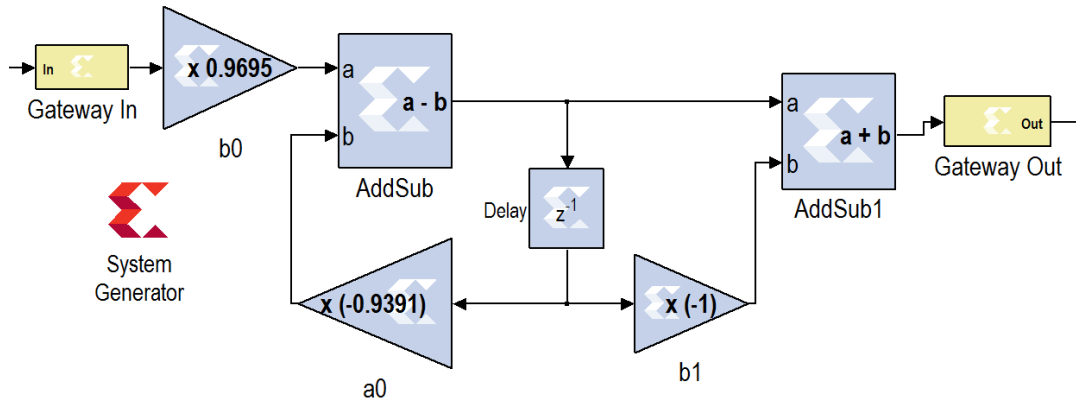 In
Gateway In
x 0.9695
b0
a
b
a - b
AddSub
a
b
a + b
AddSub1
Out
Gateway Out
Delay
z-1
System
Generator
x (-0.9391)
a0
x (-1)
b1